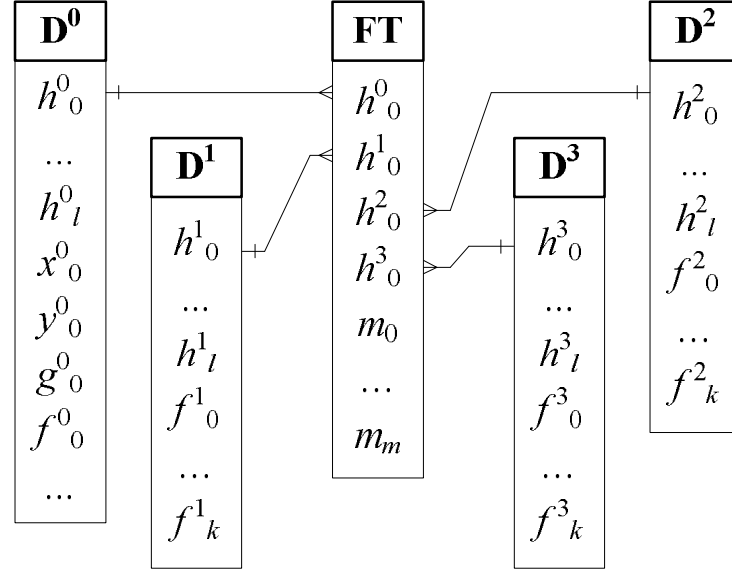 D⁰
h⁰₀
...
h⁰ₗ
x⁰₀
y⁰₀
g⁰₀
f⁰₀
...
D¹
h¹₀
...
h¹ₗ
f¹₀
...
f¹ₖ
FT
h⁰₀
h¹₀
h²₀
h³₀
m₀
...
mₘ
D³
h³₀
...
h³ₗ
f³₀
...
f³ₖ
D²
h²₀
...
h²ₗ
f²₀
...
f²ₖ